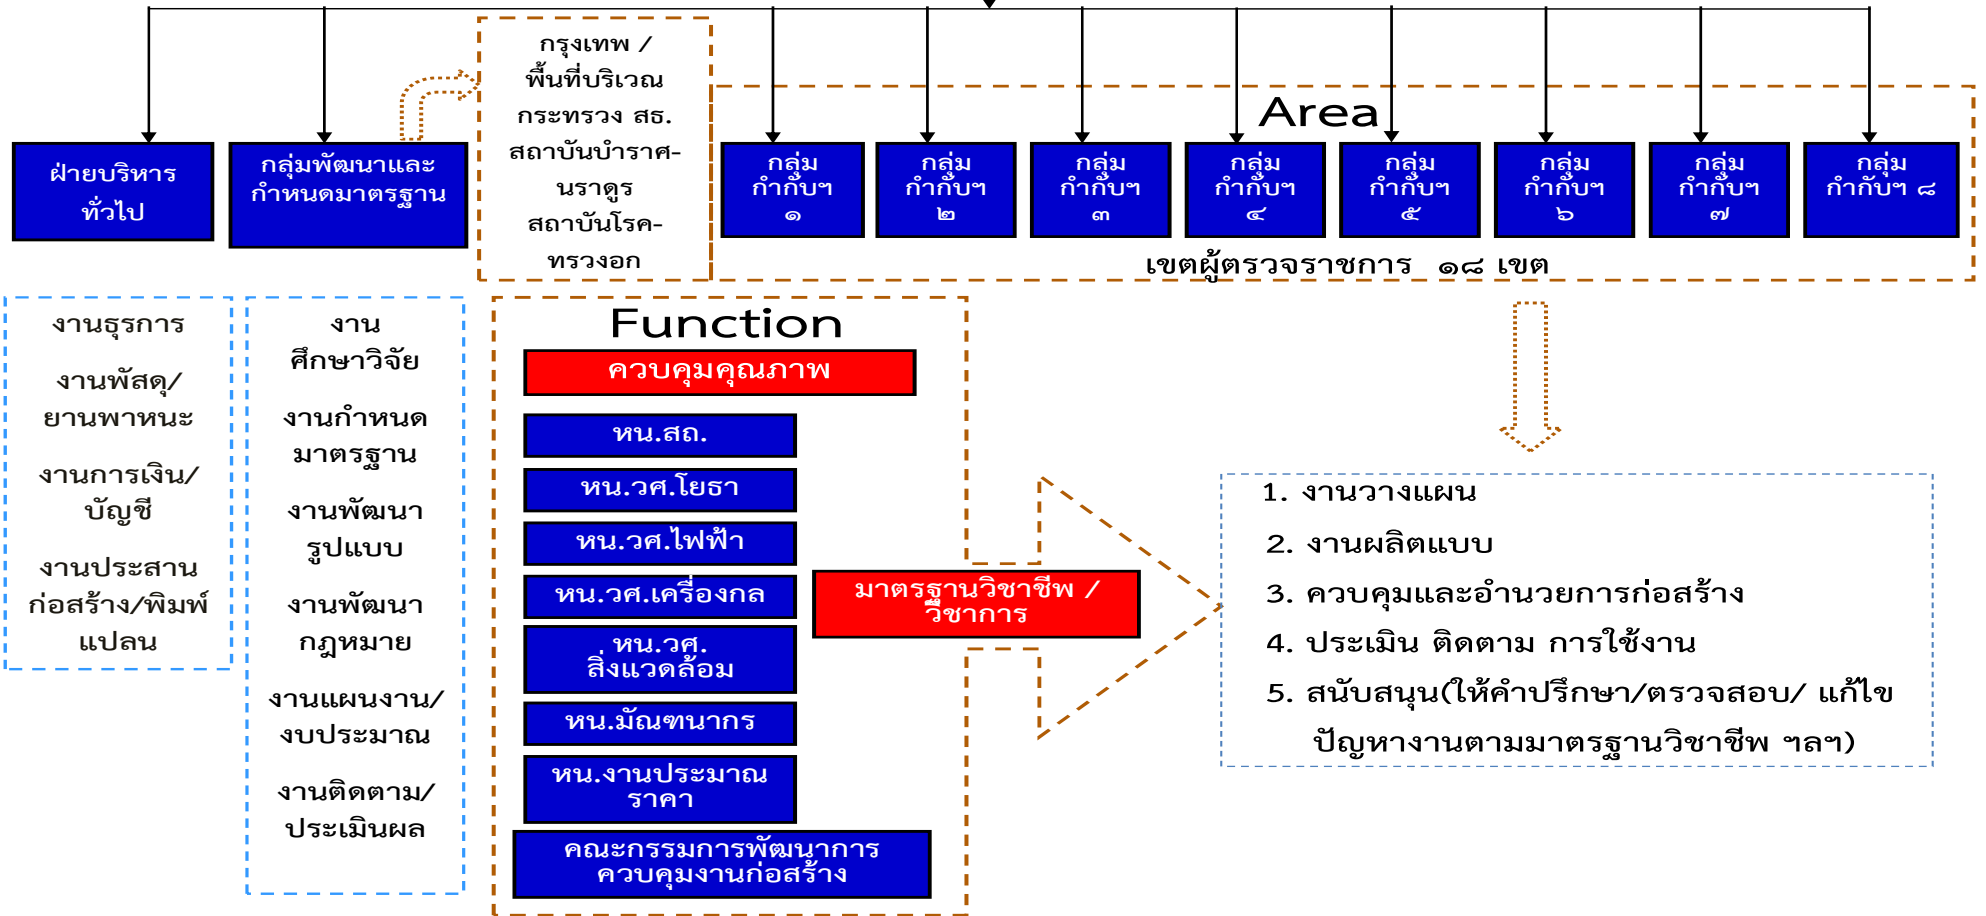 กรุงเทพ /
พื้นที่บริเวณ
กระทรวง สธ.
สถาบันบำราศ-
นราดูร
สถาบันโรค-
ทรวงอก
Area
ฝ่ายบริหาร
ทั่วไป
กลุ่มพัฒนาและ
กำหนดมาตรฐาน
กลุ่ม
กำกับฯ
๑
กลุ่ม
กำกับฯ
๒
กลุ่ม
กำกับฯ
๓
กลุ่ม
กำกับฯ
๔
กลุ่ม
กำกับฯ
๕
กลุ่ม
กำกับฯ
๖
กลุ่ม
กำกับฯ
๗
กลุ่ม
กำกับฯ ๘
เขตผู้ตรวจราชการ ๑๘ เขต
งานธุรการ
งานพัสดุ/
ยานพาหนะ
งานการเงิน/
บัญชี
งานประสาน
ก่อสร้าง/พิมพ์
แปลน
งาน
ศึกษาวิจัย
งานกำหนด
มาตรฐาน
งานพัฒนา
รูปแบบ
งานพัฒนา
กฎหมาย
งานแผนงาน/
งบประมาณ
งานติดตาม/
ประเมินผล
Function
ควบคุมคุณภาพ
หน.สถ.
หน.วศ.โยธา
หน.วศ.ไฟฟ้า
หน.วศ.เครื่องกล
หน.วศ.
สิ่งแวดล้อม
หน.มัณฑนากร
หน.งานประมาณ
ราคา
คณะกรรมการพัฒนาการ
ควบคุมงานก่อสร้าง
มาตรฐานวิชาชีพ /
วิชาการ
1. งานวางแผน
2. งานผลิตแบบ
3. ควบคุมและอำนวยการก่อสร้าง
4. ประเมิน ติดตาม การใช้งาน
5. สนับสนุน(ให้คำปรึกษา/ตรวจสอบ/ แก้ไข
ปัญหางานตามมาตรฐานวิชาชีพ ฯลฯ)